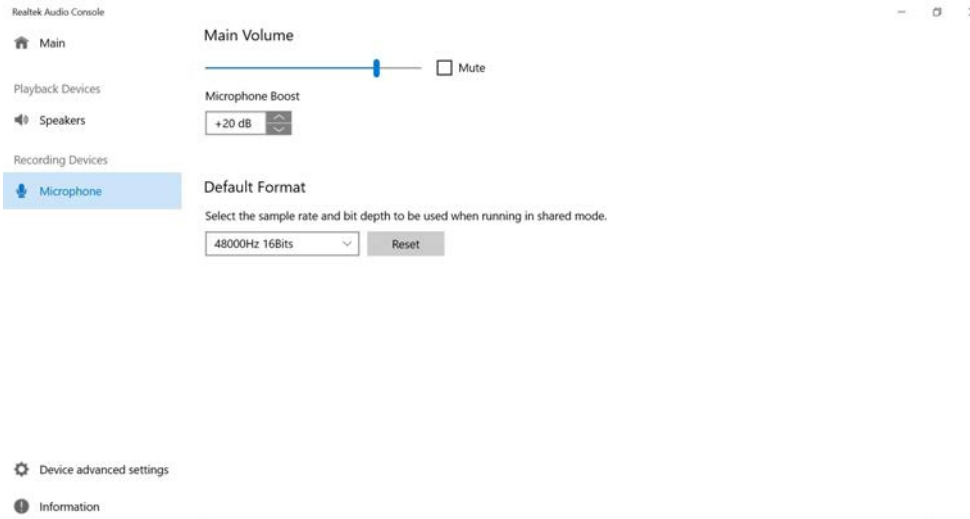 Realtek Audio Console
Main
Playback Devices
Speakers
Recording Devices
Microphone
Device advanced settings
Information
Main Volume
Mute
Microphone Boost
+20 dB
Default Format
Select the sample rate and bit depth to be used when running in shared mode.
48000Hz 16Bits
Reset